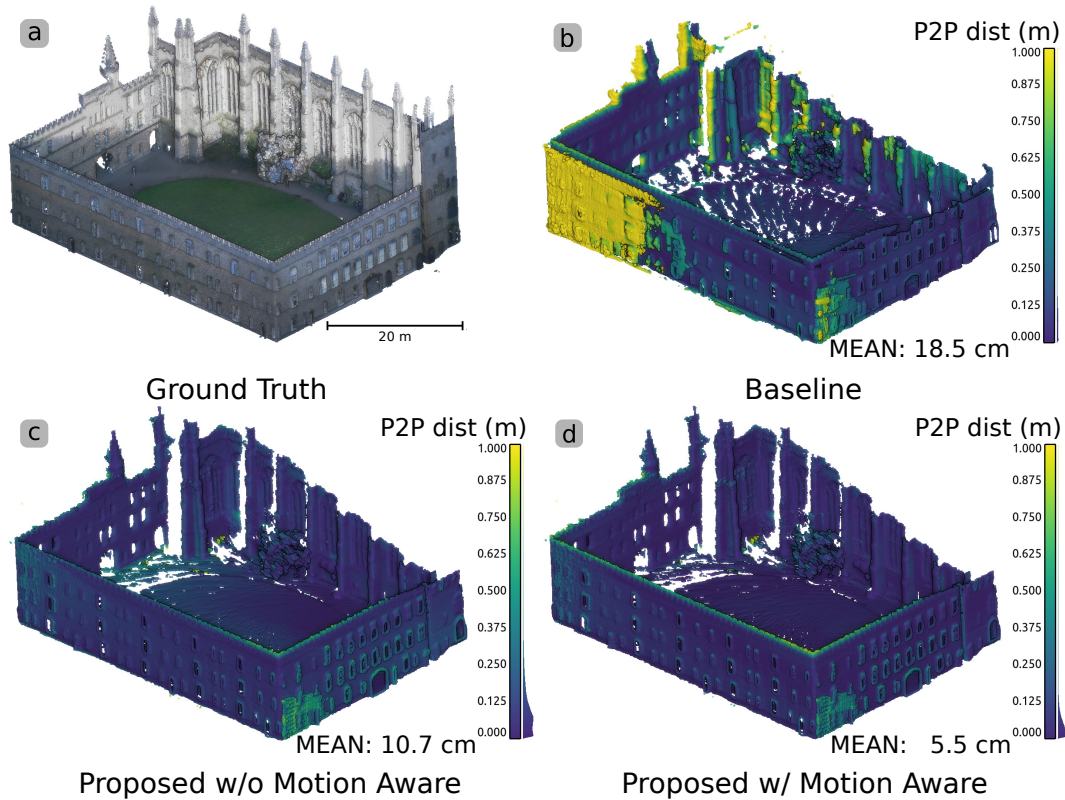 a
20 m
Ground Truth
b
P2P dist (m)
1.000
0.875
0.750
0.625
0.500
0.375
0.250
0.125
0.000
MEAN: 18.5 cm
Baseline
c
P2P dist (m)
1.000
0.875
0.750
0.625
0.500
0.375
0.250
0.125
0.000
MEAN: 10.7 cm
Proposed w/o Motion Aware
d
P2P dist (m)
1.000
0.875
0.750
0.625
0.500
0.375
0.250
0.125
0.000
MEAN: 5.5 cm
Proposed w/ Motion Aware